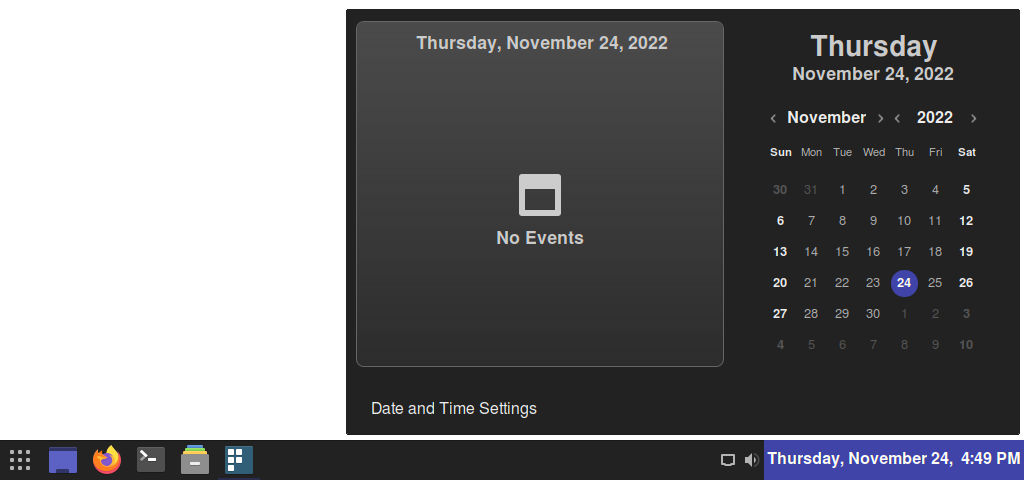 Thursday, November 24, 2022
No Events
Date and Time Settings
Thursday
November 24, 2022
‹ November › ‹ 2022 ›
Sun Mon Tue Wed Thu Fri Sat
30 31 1 2 3 4 5
6 7 8 9 10 11 12
13 14 15 16 17 18 19
20 21 22 23 24 25 26
27 28 29 30 1 2 3
4 5 6 7 8 9 10
Thursday, November 24, 4:49 PM